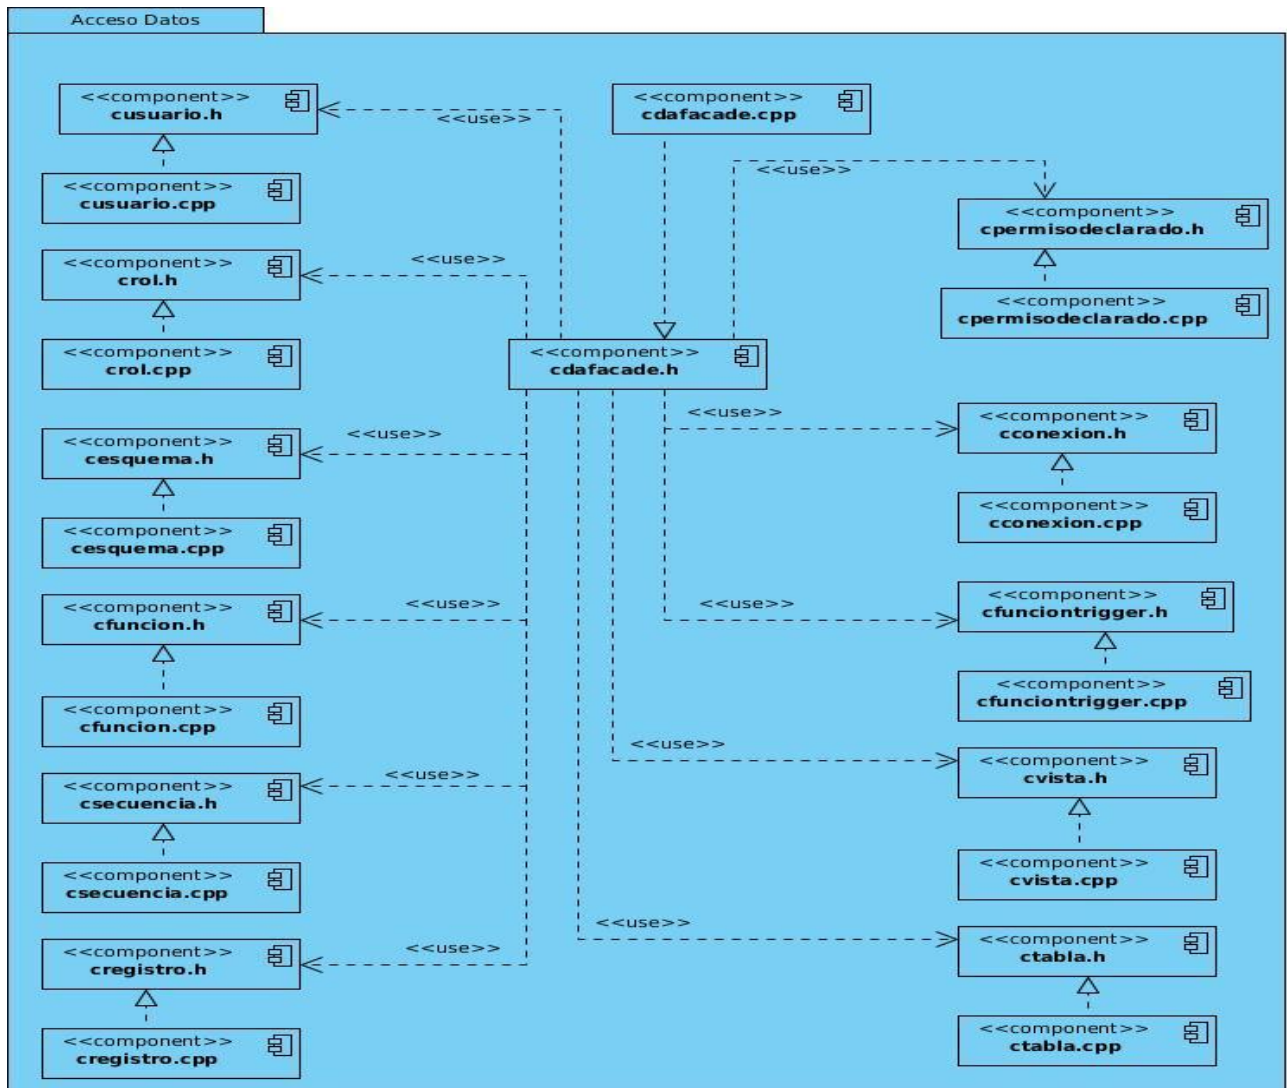 Acceso Datos
<<component>>
cusuario.h
<<use>>
<<component>>
cdafacade.cpp
<<use>>
<<component>>
cusuario.cpp
<<component>>
cpermisodeclarado.h
<<component>>
crol.h
<<use>>
<<component>>
cpermisodeclarado.cpp
<<component>>
crol.cpp
<<component>>
cdafacade.h
<<use>>
<<component>>
cconexion.h
<<component>>
cesquema.h
<<use>>
<<component>>
cconexion.cpp
<<component>>
cesquema.cpp
<<component>>
cfuncion.h
<<use>>
<<use>>
<<component>>
cfunciontrigger.h
<<component>>
cfunciontrigger.cpp
<<component>>
cfuncion.cpp
<<use>>
<<component>>
cvista.h
<<component>>
csecuencia.h
<<use>>
<<component>>
cvista.cpp
<<component>>
csecuencia.cpp
<<use>>
<<component>>
ctabla.h
<<component>>
cregistro.h
<<use>>
<<component>>
ctabla.cpp
<<component>>
cregistro.cpp